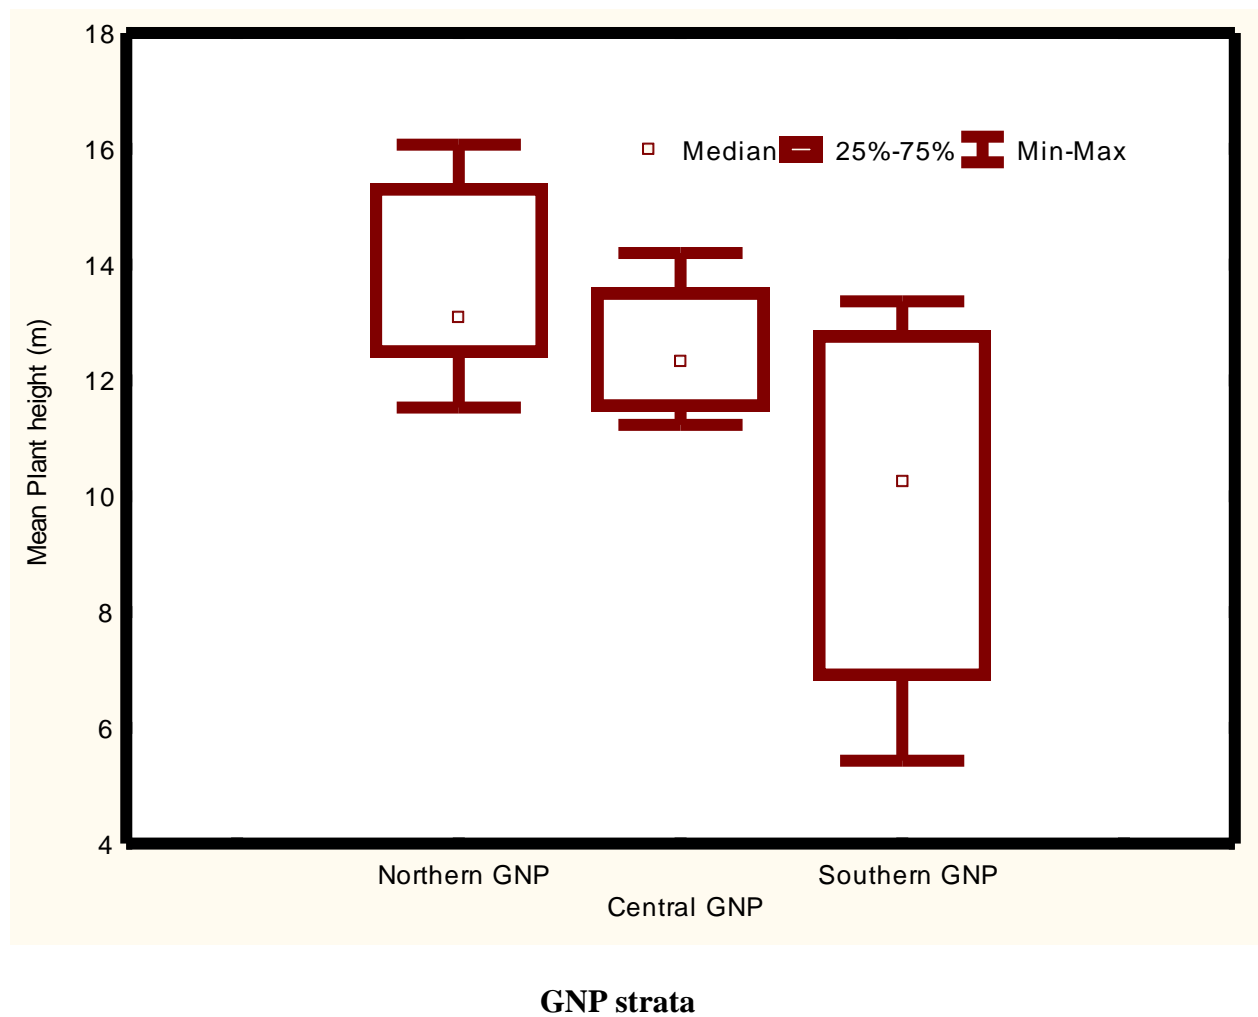 18
16
14
12
10
8
6
4
Mean Plant height (m)
Median 25%-75% Min-Max
Northern GNP Southern GNP
Central GNP
GNP strata